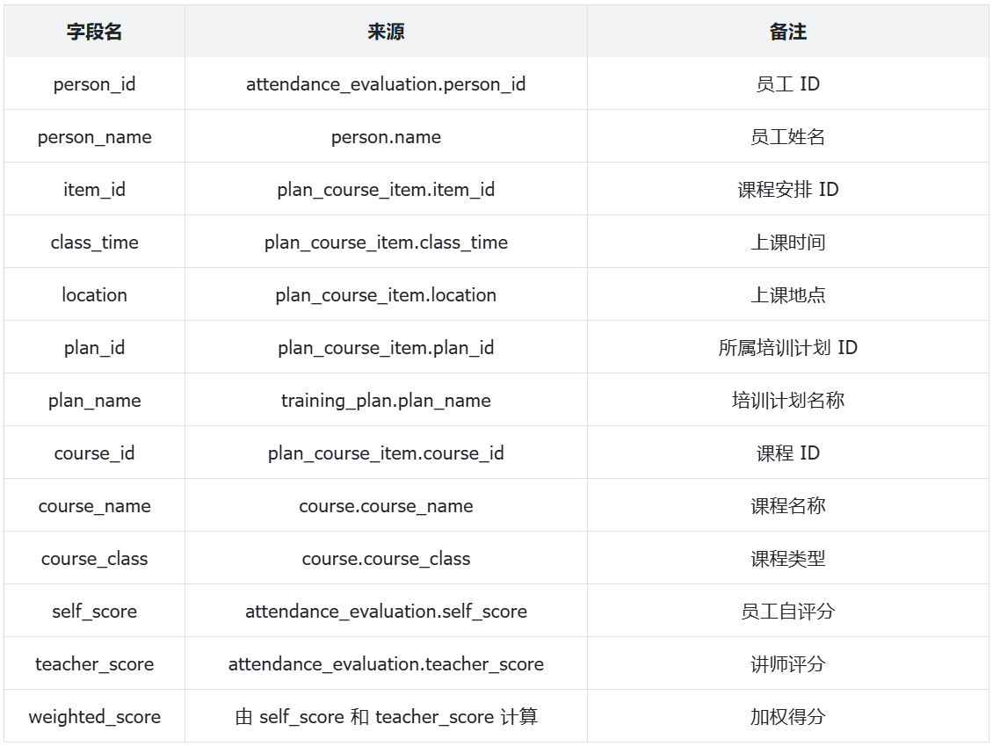 字段名 来源 备注
person_id attendance_evaluation.person_id 员工 ID
person_name person.name 员工姓名
item_id plan_course_item.item_id 课程安排 ID
class_time plan_course_item.class_time 上课时间
location plan_course_item.location 上课地点
plan_id plan_course_item.plan_id 所属培训计划 ID
plan_name training_plan.plan_name 培训计划名称
course_id plan_course_item.course_id 课程 ID
course_name course.course_name 课程名称
course_class course.course_class 课程类型
self_score attendance_evaluation.self_score 员工自评分
teacher_score attendance_evaluation.teacher_score 讲师评分
weighted_score 由 self_score 和 teacher_score 计算 加权得分